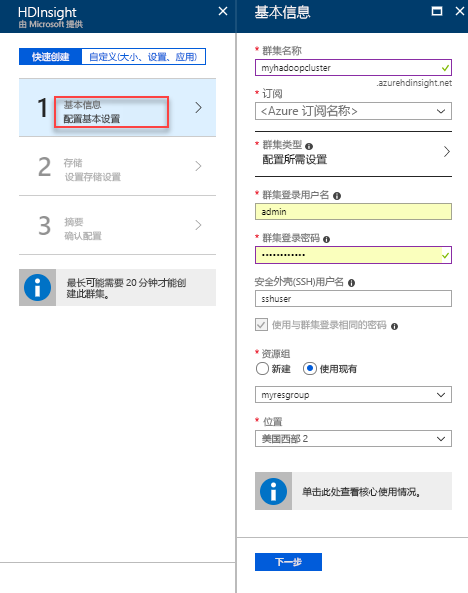 HDInsight
由 Microsoft 提供
快速创建
自定义(大小、设置、应用)
1
基本信息
配置基本设置
2
存储
设置存储设置
3
摘要
确认配置
最长可能需要 20 分钟才能创
建此群集。
基本信息
* 群集名称
myhadoopcluster
.azurehdinsight.net
* 订阅
<Azure 订阅名称>
* 群集类型
配置所需设置
* 群集登录用户名
admin
* 群集登录密码
••••••••••••
安全外壳(SSH)用户名
sshuser
使用与群集登录相同的密码
* 资源组
新建 使用现有
myresgroup
* 位置
美国西部 2
单击此处查看核心使用情况。
下一步